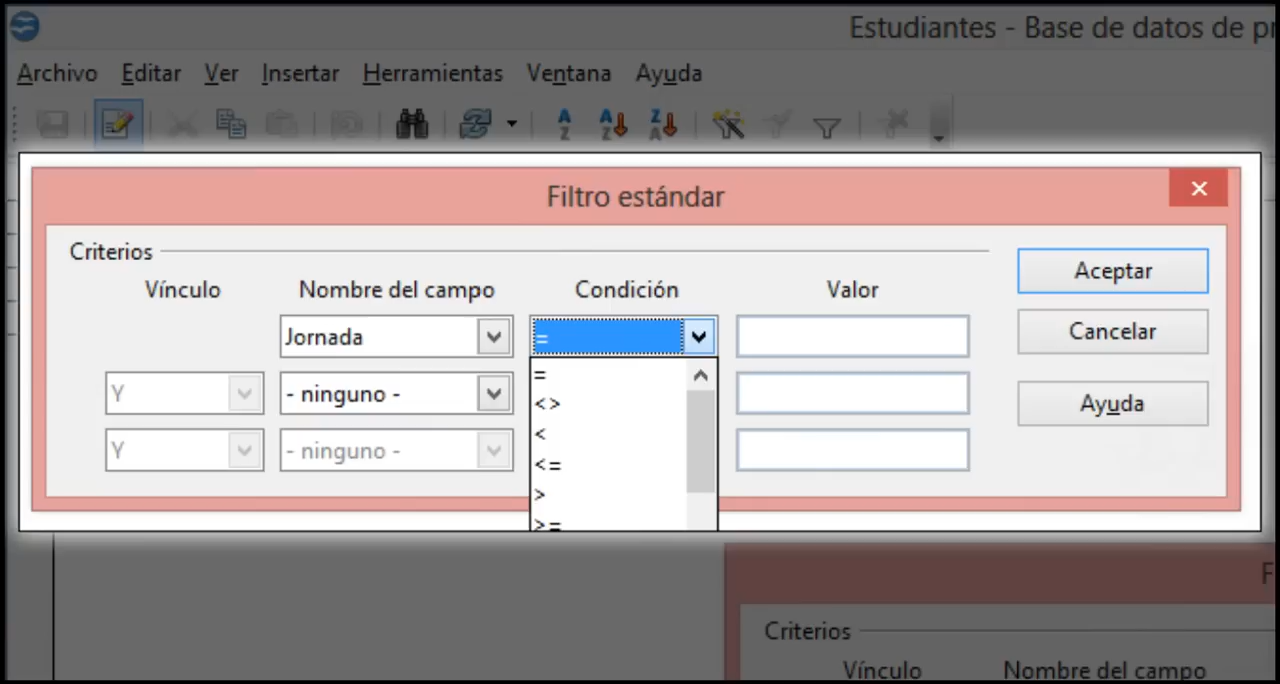 Estudiantes - Base de datos de pr
Archivo Editar Ver Insertar Herramientas Ventana Ayuda
Filtro estándar
Criterios
Vínculo Nombre del campo Condición Valor
Aceptar
Jornada =
Cancelar
=
Y - ninguno -
<>
Ayuda
<
Y - ninguno -
<=
>
>=
F
Criterios
Vínculo Nombre del campo